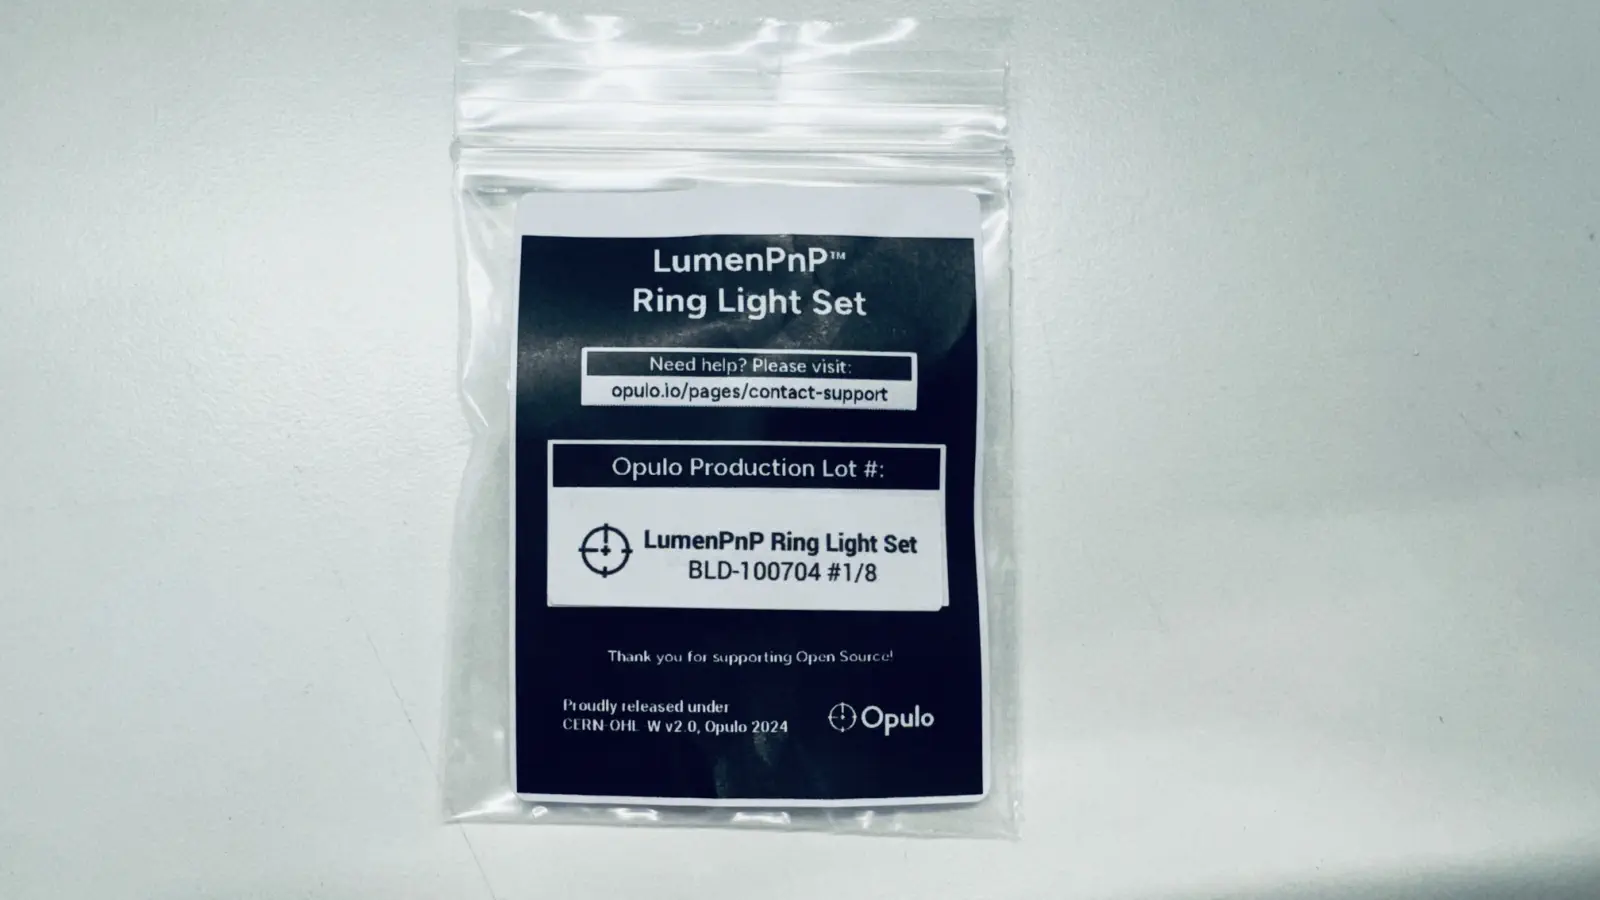 LumenPnP™
Ring Light Set
Need help? Please visit:
opulo.io/pages/contact-support
Opulo Production Lot #:
LumenPnP Ring Light Set
BLD-100704 #1/8
Thank you for supporting Open Source!
Proudly released under
CERN-OHL W v2.0, Opulo 2024
Opulo